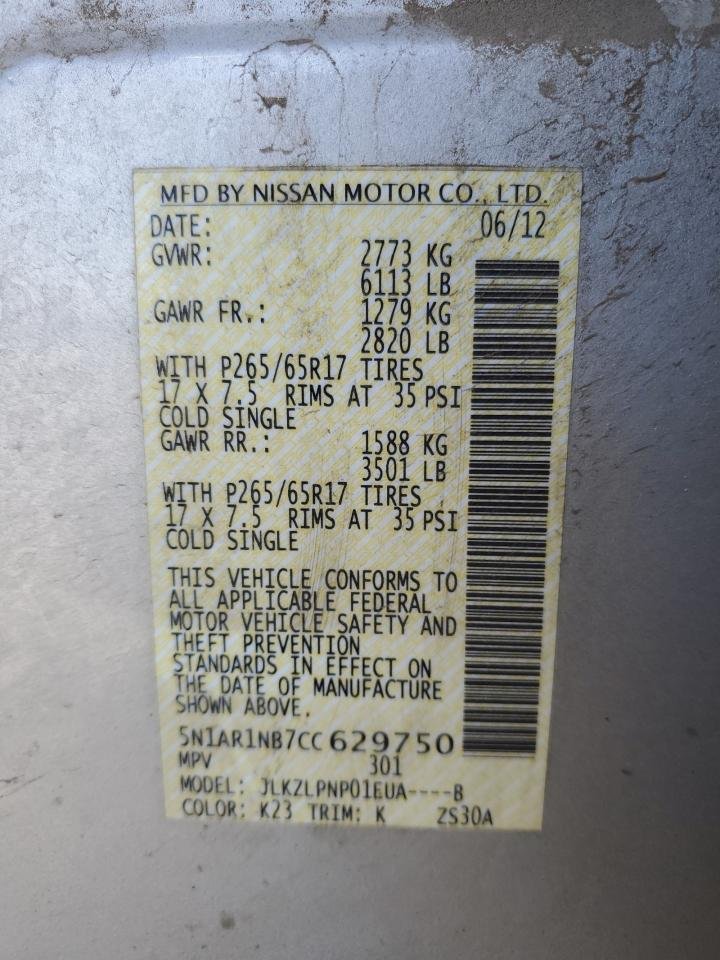 MFD BY NISSAN MOTOR CO., LTD.
DATE: 06/12
GVWR: 2773 KG
6113 LB
GAWR FR.: 1279 KG
2820 LB
WITH P265/65R17 TIRES
17 X 7.5 RIMS AT 35 PSI
COLD SINGLE
GAWR RR.: 1588 KG
3501 LB
WITH P265/65R17 TIRES
17 X 7.5 RIMS AT 35 PSI
COLD SINGLE
THIS VEHICLE CONFORMS TO
ALL APPLICABLE FEDERAL
MOTOR VEHICLE SAFETY AND
THEFT PREVENTION
STANDARDS IN EFFECT ON
THE DATE OF MANUFACTURE
SHOWN ABOVE.
5N1AR1NB7CC629750
MPV 301
MODEL: JLKZLPNP01EUA----B
COLOR: K23 TRIM: K ZS30A